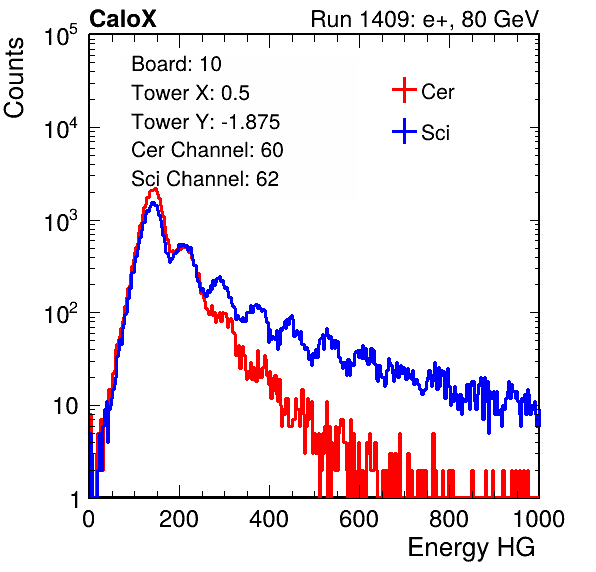 CaloX
Run 1409: e+, 80 GeV
Counts
10^5
10^4
10^3
10^2
10
1
Board: 10
Tower X: 0.5
Tower Y: -1.875
Cer Channel: 60
Sci Channel: 62
Cer
Sci
0 200 400 600 800 1000
Energy HG